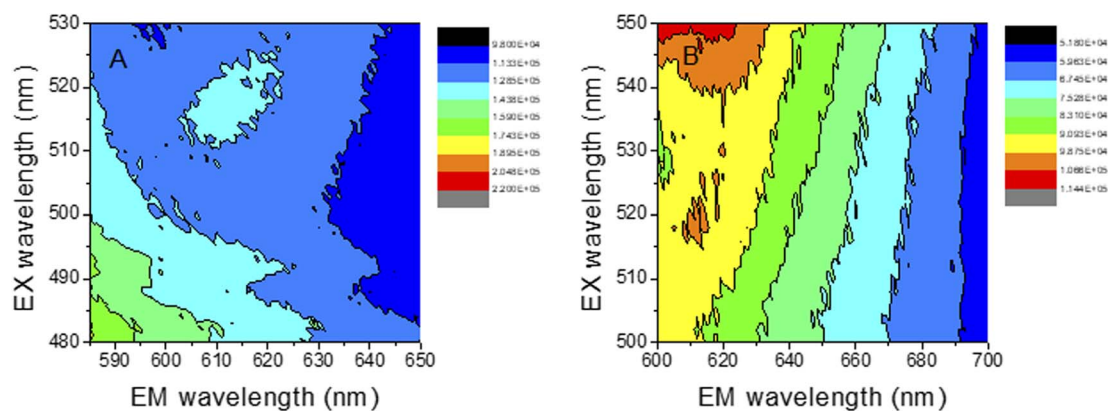 A
EX wavelength (nm)
530
520
510
500
490
480
590 600 610 620 630 640 650
EM wavelength (nm)
9.800E+04
1.133E+05
1.285E+05
1.438E+05
1.590E+05
1.743E+05
1.895E+05
2.048E+05
2.200E+05
B
EX wavelength (nm)
550
540
530
520
510
500
600 620 640 660 680 700
EM wavelength (nm)
5.180E+04
5.963E+04
6.745E+04
7.528E+04
8.310E+04
9.093E+04
9.875E+04
1.066E+05
1.144E+05